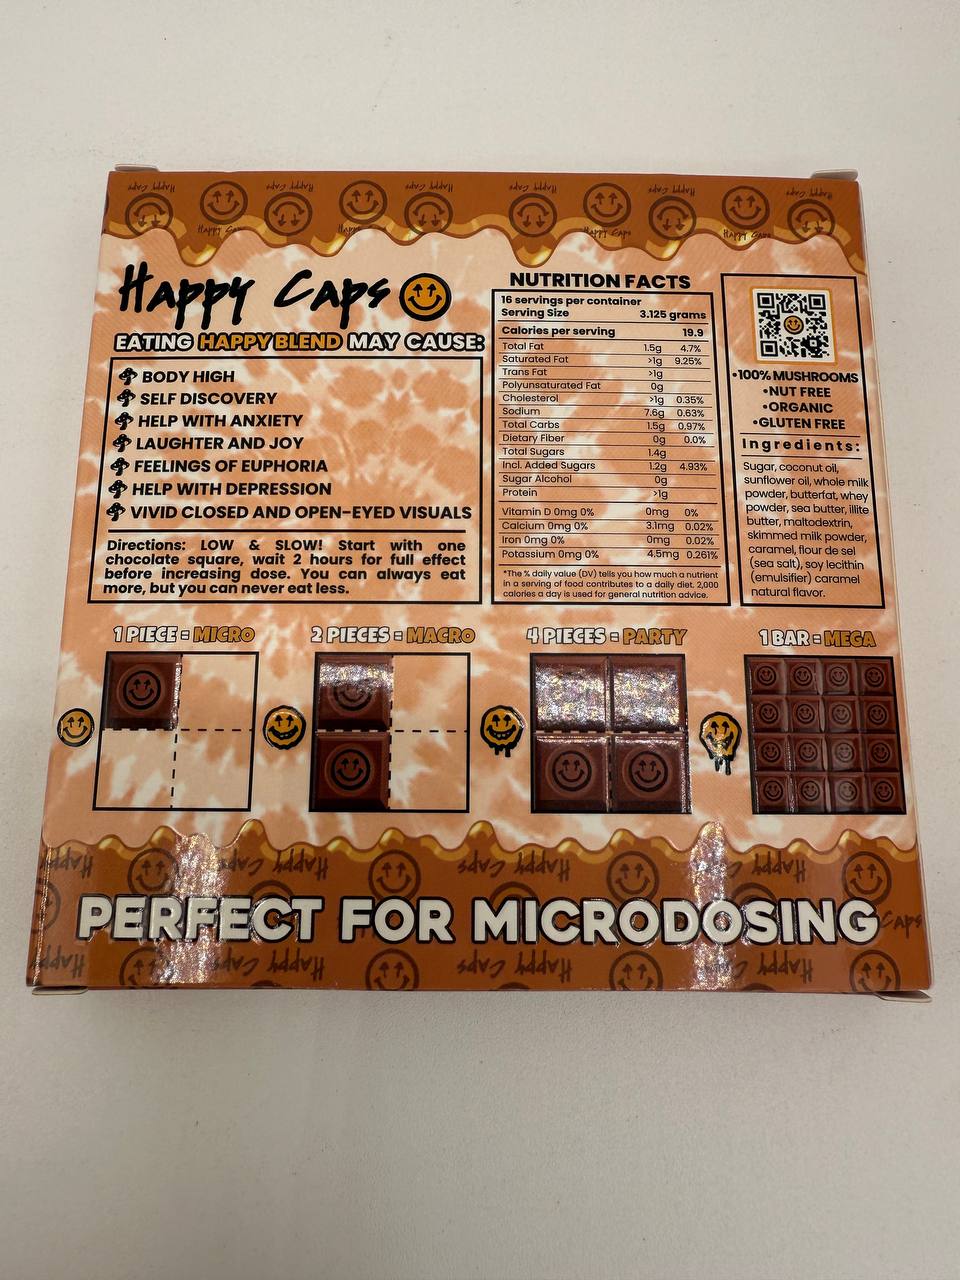 Happy Caps
EATING HAPPYBLEND MAY CAUSE:
BODY HIGH
SELF DISCOVERY
HELP WITH ANXIETY
LAUGHTER AND JOY
FEELINGS OF EUPHORIA
HELP WITH DEPRESSION
VIVID CLOSED AND OPEN-EYED VISUALS
Directions: LOW & SLOW! Start with one
chocolate square, wait 2 hours for full effect
before increasing dose. You can always eat
more, but you can never eat less.
NUTRITION FACTS
16 servings per container
Serving Size 3.125 grams
Calories per serving 19.9
Total Fat 1.5g 4.7%
Saturated Fat >1g 9.25%
Trans Fat >1g
Polyunsaturated Fat 0g
Cholesterol >1g 0.35%
Sodium 7.6g 0.63%
Total Carbs 1.5g 0.97%
Dietary Fiber 0g 0.0%
Total Sugars 1.4g
Incl. Added Sugars 1.2g 4.93%
Sugar Alcohol 0g
Protein >1g
Vitamin D 0mg 0% 0mg 0%
Calcium 0mg 0% 3.1mg 0.02%
Iron 0mg 0% 0mg 0.02%
Potassium 0mg 0% 4.5mg 0.261%
*The % daily value (DV) tells you how much a nutrient
in a serving of food contributes to a daily diet. 2,000
calories a day is used for general nutrition advice.
•100% MUSHROOMS
•NUT FREE
•ORGANIC
•GLUTEN FREE
Ingredients:
Sugar, coconut oil,
sunflower oil, whole milk
powder, butterfat, whey
powder, sea butter, illite
butter, maltodextrin,
skimmed milk powder,
caramel, flour de sel
(sea salt), soy lecithin
(emulsifier) caramel
natural flavor.
1 PIECE = MICRO
2 PIECES = MACRO
4 PIECES = PARTY
1 BAR = MEGA
PERFECT FOR MICRODOSING